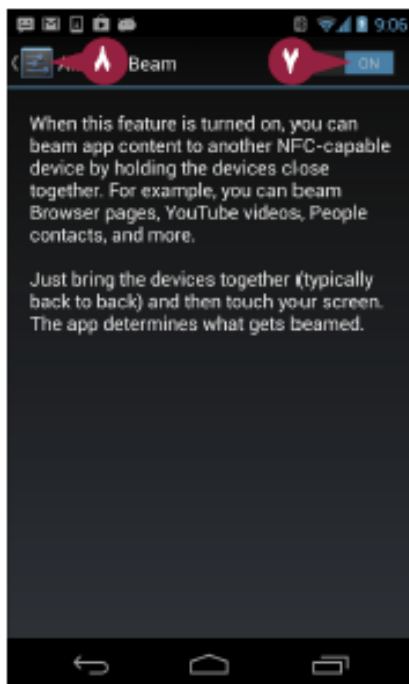 9:06
A ۸ Beam ۷ ON
When this feature is turned on, you can
beam app content to another NFC-capable
device by holding the devices close
together. For example, you can beam
Browser pages, YouTube videos, People
contacts, and more.
Just bring the devices together (typically
back to back) and then touch your screen.
The app determines what gets beamed.